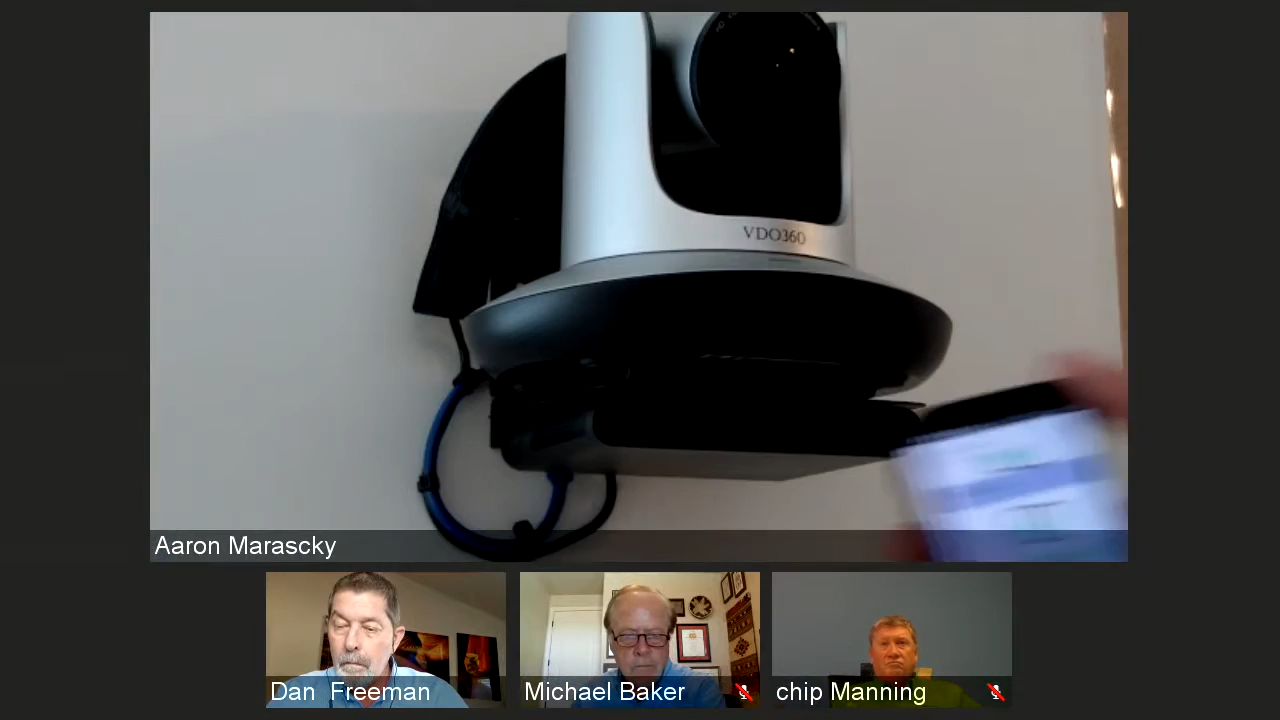 VDO360
Aaron Marascky
Dan Freeman
Michael Baker
chip Manning